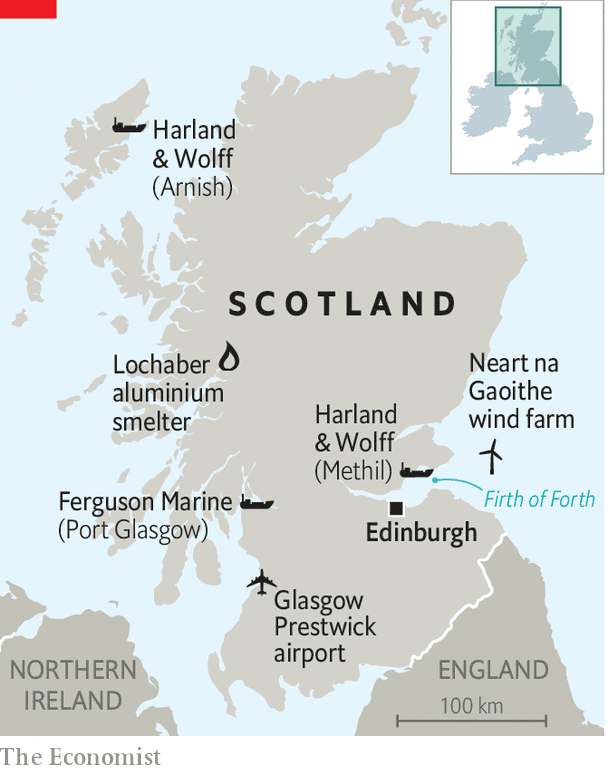 Harland
& Wolff
(Arnish)
SCOTLAND
Lochaber
aluminium
smelter
Neart na
Gaoithe
wind farm
Harland
& Wolff
(Methil)
Firth of Forth
Ferguson Marine
(Port Glasgow)
Edinburgh
Glasgow
Prestwick
airport
NORTHERN
IRELAND
ENGLAND
100 km
The Economist